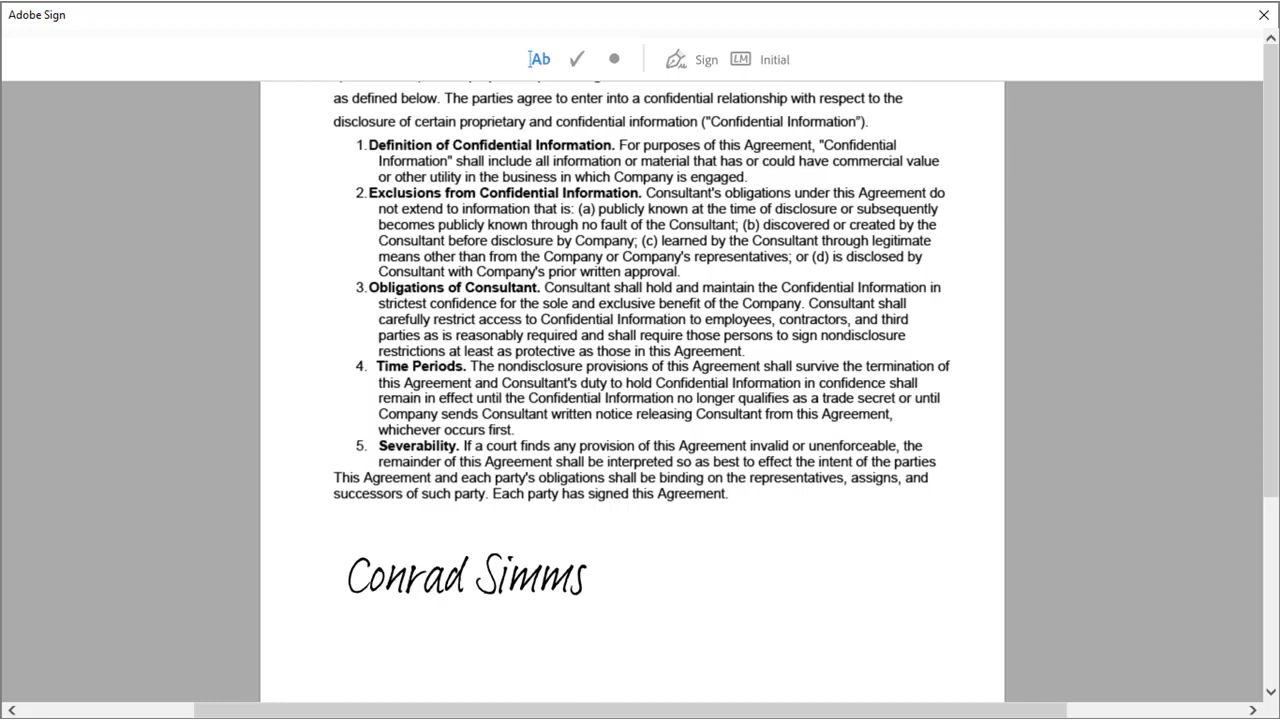 Adobe Sign
Ab
Sign
LM
Initial
as defined below. The parties agree to enter into a confidential relationship with respect to the
disclosure of certain proprietary and confidential information ("Confidential Information").
1. Definition of Confidential Information. For purposes of this Agreement, "Confidential
Information" shall include all information or material that has or could have commercial value
or other utility in the business in which Company is engaged.
2. Exclusions from Confidential Information. Consultant's obligations under this Agreement do
not extend to information that is: (a) publicly known at the time of disclosure or subsequently
becomes publicly known through no fault of the Consultant; (b) discovered or created by the
Consultant before disclosure by Company; (c) learned by the Consultant through legitimate
means other than from the Company or Company's representatives; or (d) is disclosed by
Consultant with Company's prior written approval.
3. Obligations of Consultant. Consultant shall hold and maintain the Confidential Information in
strictest confidence for the sole and exclusive benefit of the Company. Consultant shall
carefully restrict access to Confidential Information to employees, contractors, and third
parties as is reasonably required and shall require those persons to sign nondisclosure
restrictions at least as protective as those in this Agreement.
4. Time Periods. The nondisclosure provisions of this Agreement shall survive the termination of
this Agreement and Consultant's duty to hold Confidential Information in confidence shall
remain in effect until the Confidential Information no longer qualifies as a trade secret or until
Company sends Consultant written notice releasing Consultant from this Agreement,
whichever occurs first.
5. Severability. If a court finds any provision of this Agreement invalid or unenforceable, the
remainder of this Agreement shall be interpreted so as best to effect the intent of the parties
This Agreement and each party's obligations shall be binding on the representatives, assigns, and
successors of such party. Each party has signed this Agreement.
Conrad Simms